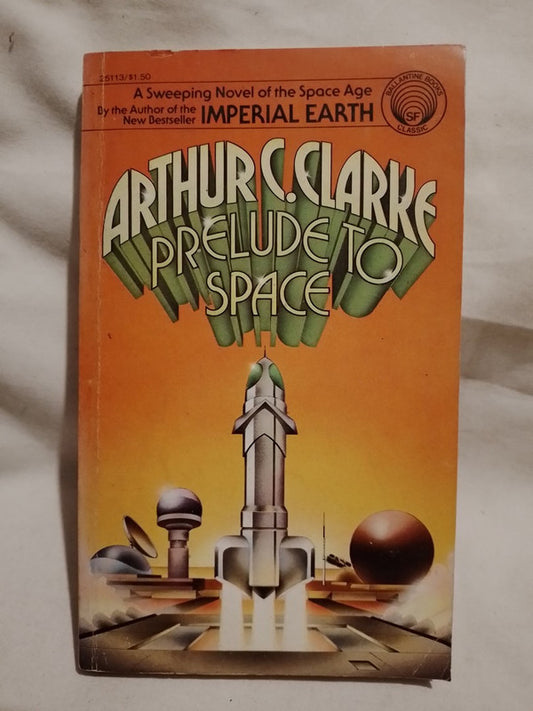 25113/$1.50
A Sweeping Novel of the Space Age
By the Author of the
New Bestseller IMPERIAL EARTH
BALLANTINE BOOKS
SF
CLASSIC
ARTHUR C. CLARKE
PRELUDE TO
SPACE